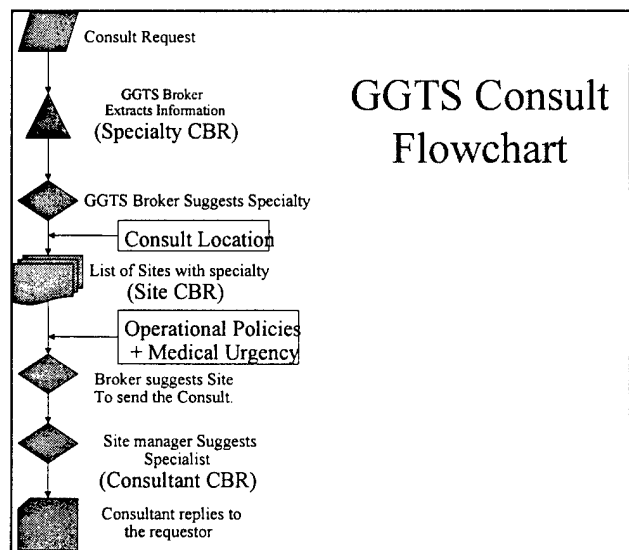 Consult Request
GGTS Broker
Extracts Information
(Specialty CBR)
GGTS Consult
Flowchart
GGTS Broker Suggests Specialty
Consult Location
List of Sites with specialty
(Site CBR)
Operational Policies
+ Medical Urgency
Broker suggests Site
To send the Consult.
Site manager Suggests
Specialist
(Consultant CBR)
Consultant replies to
the requestor